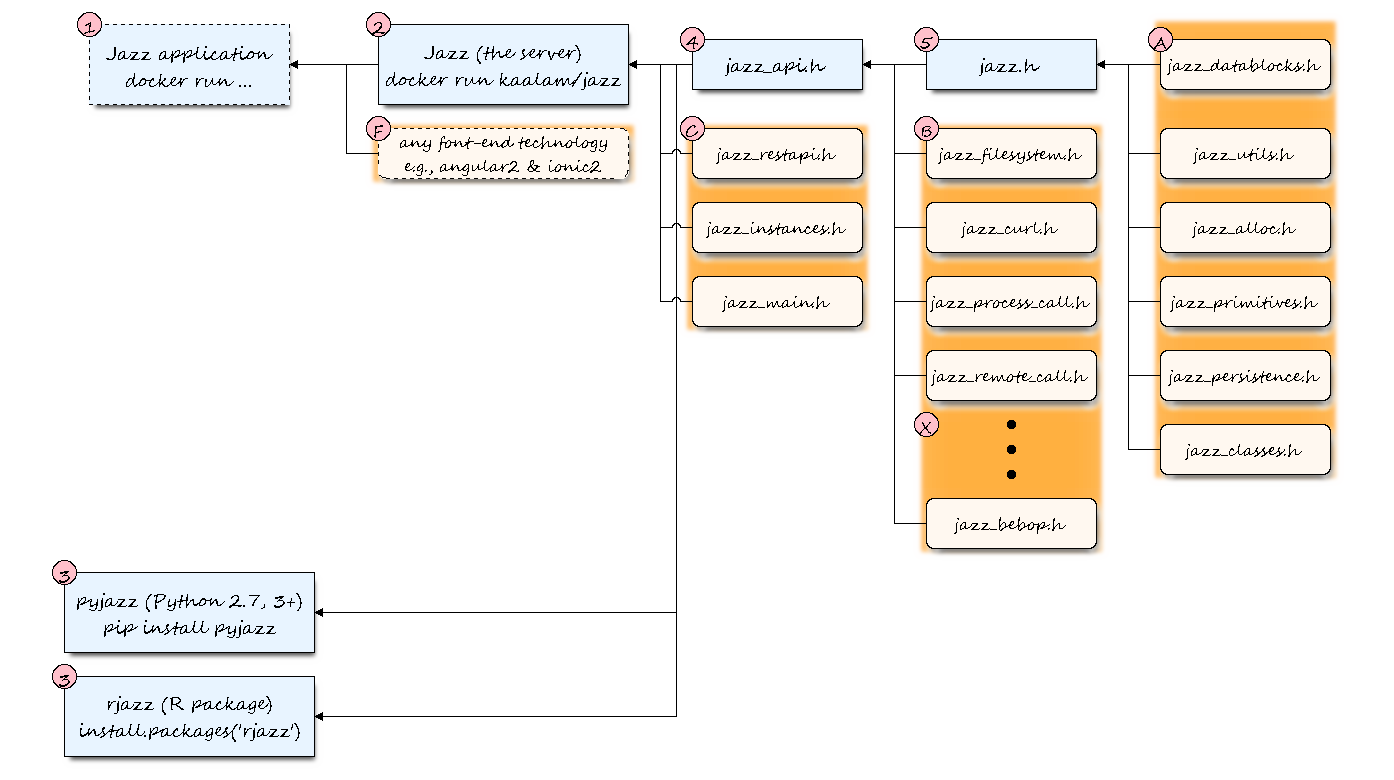 1
Jazz application
docker run ...
2
Jazz (the server)
docker run kaalam/jazz
F
any font-end technology
e.g., angular2 & ionic2
4
jazz_api.h
C
jazz_restapi.h
jazz_instances.h
jazz_main.h
5
jazz.h
B
jazz_filesystem.h
jazz_curl.h
jazz_process_call.h
jazz_remote_call.h
X
jazz_bebop.h
A
jazz_datablocks.h
jazz_utils.h
jazz_alloc.h
jazz_primitives.h
jazz_persistence.h
jazz_classes.h
3
pyjazz (Python 2.7, 3+)
pip install pyjazz
3
rjazz (R package)
install.packages('rjazz')